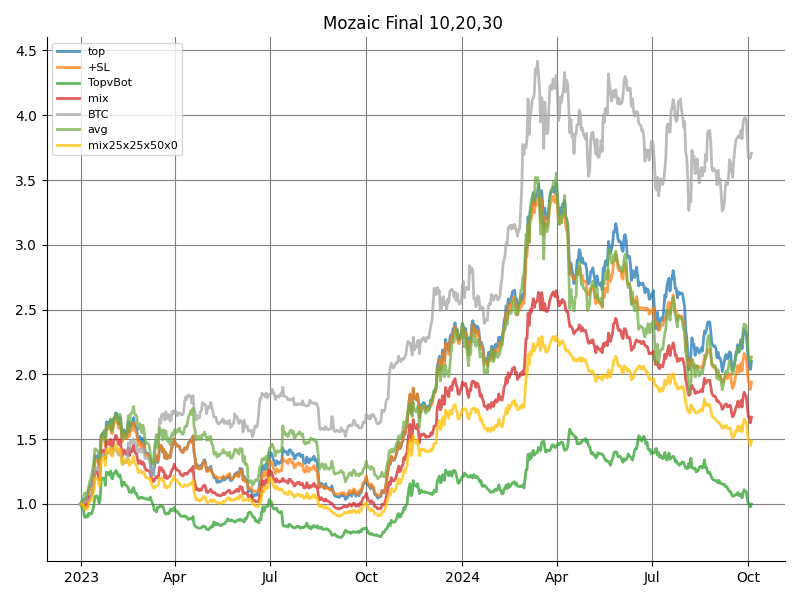 Mozaic Final 10,20,30
top
+SL
TopvBot
mix
BTC
avg
mix25x25x50x0
4.5
4.0
3.5
3.0
2.5
2.0
1.5
1.0
2023 Apr Jul Oct 2024 Apr Jul Oct